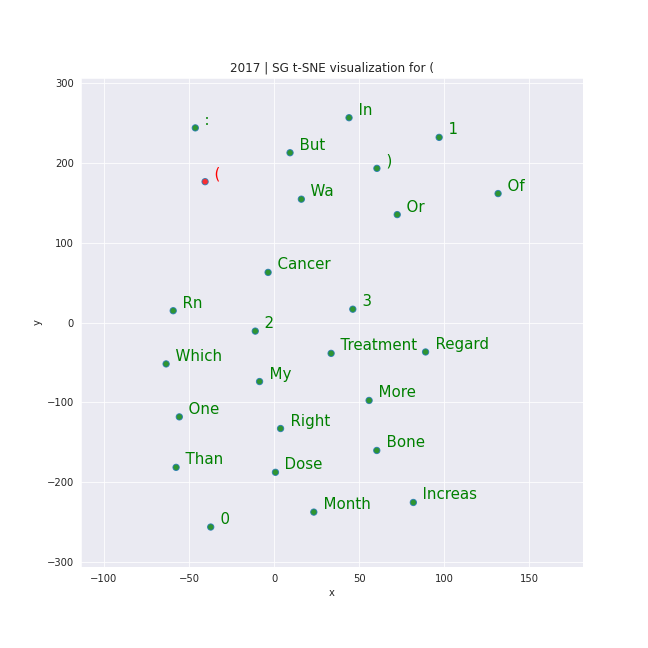 2017 | SG t-SNE visualization for (
300
In
:
1
But
)
200
(
Wa
Of
Or
100
Cancer
Rn
3
2
0
y
Treatment
Regard
Which
My
More
−100
One
Right
Bone
Than
Dose
−200
Increas
Month
0
−300
−100
−50
0
50
100
150
x